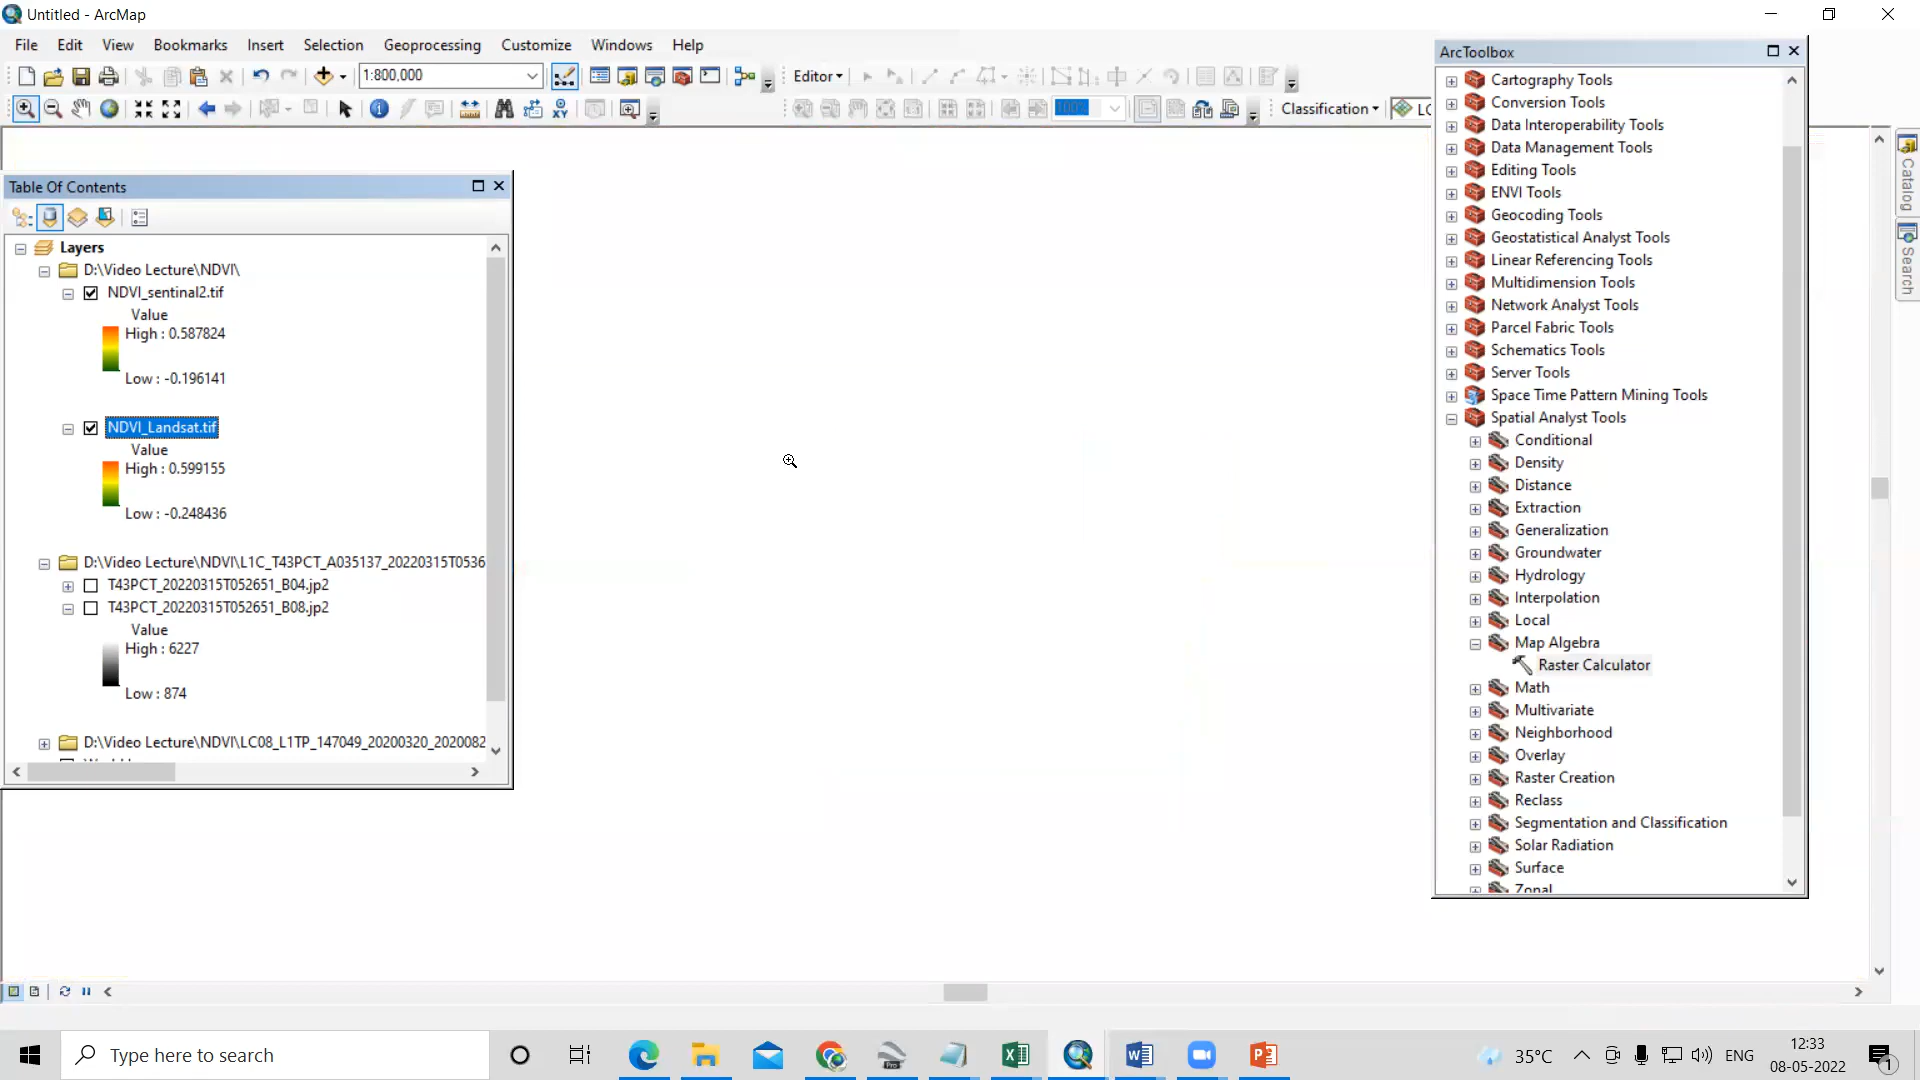 Untitled - ArcMap
File Edit View Bookmarks Insert Selection Geoprocessing Customize Windows Help
1:800,000
Editor
Classification
ArcToolbox
Cartography Tools
Conversion Tools
Data Interoperability Tools
Data Management Tools
Editing Tools
ENVI Tools
Geocoding Tools
Geostatistical Analyst Tools
Linear Referencing Tools
Multidimension Tools
Network Analyst Tools
Parcel Fabric Tools
Schematics Tools
Server Tools
Space Time Pattern Mining Tools
Spatial Analyst Tools
Conditional
Density
Distance
Extraction
Generalization
Groundwater
Hydrology
Interpolation
Local
Map Algebra
Raster Calculator
Math
Multivariate
Neighborhood
Overlay
Raster Creation
Reclass
Segmentation and Classification
Solar Radiation
Surface
Zonal
Catalog
Search
Table Of Contents
Layers
D:\Video Lecture\NDVI\
NDVI_sentinal2.tif
Value
High : 0.587824
Low : -0.196141
NDVI_Landsat.tif
Value
High : 0.599155
Low : -0.248436
D:\Video Lecture\NDVI\L1C_T43PCT_A035137_20220315T0536
T43PCT_20220315T052651_B04.jp2
T43PCT_20220315T052651_B08.jp2
Value
High : 6227
Low : 874
D:\Video Lecture\NDVI\LC08_L1TP_147049_20200320_2020082
Type here to search
35°C
ENG
12:33
08-05-2022
1